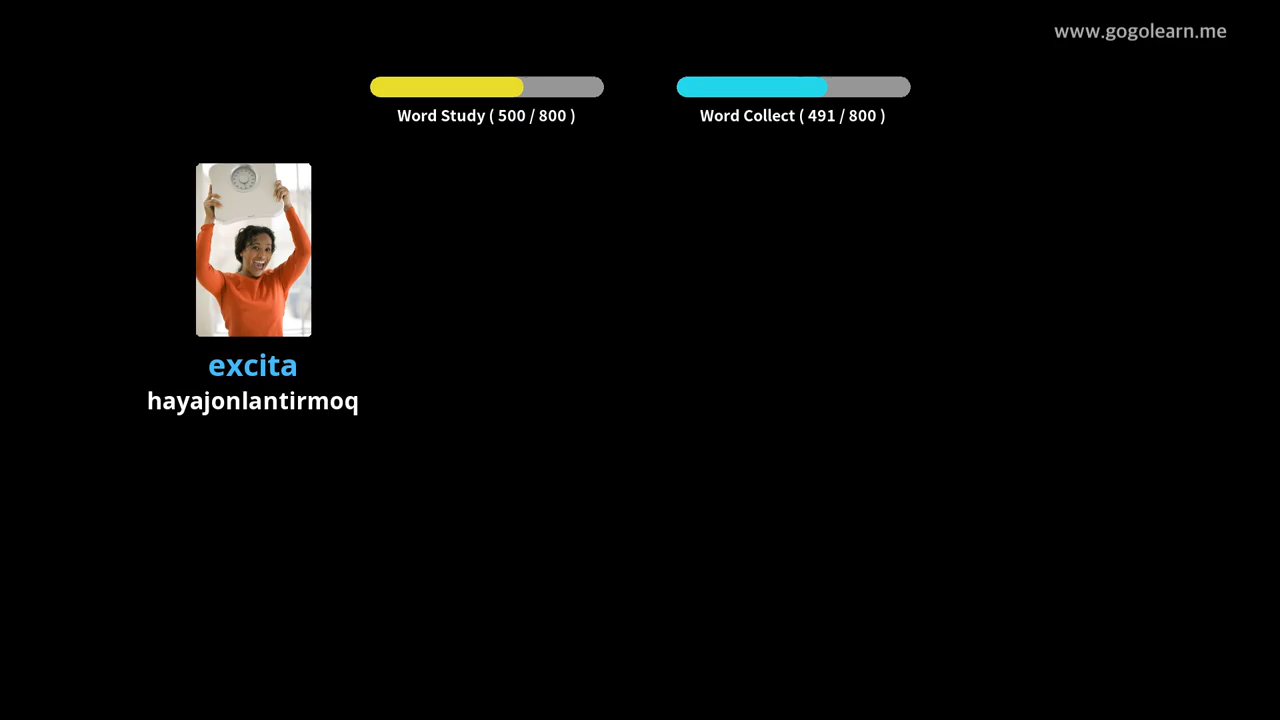 www.gogolearn.me
Word Study ( 500 / 800 )
Word Collect ( 491 / 800 )
excita
hayajonlantirmoq